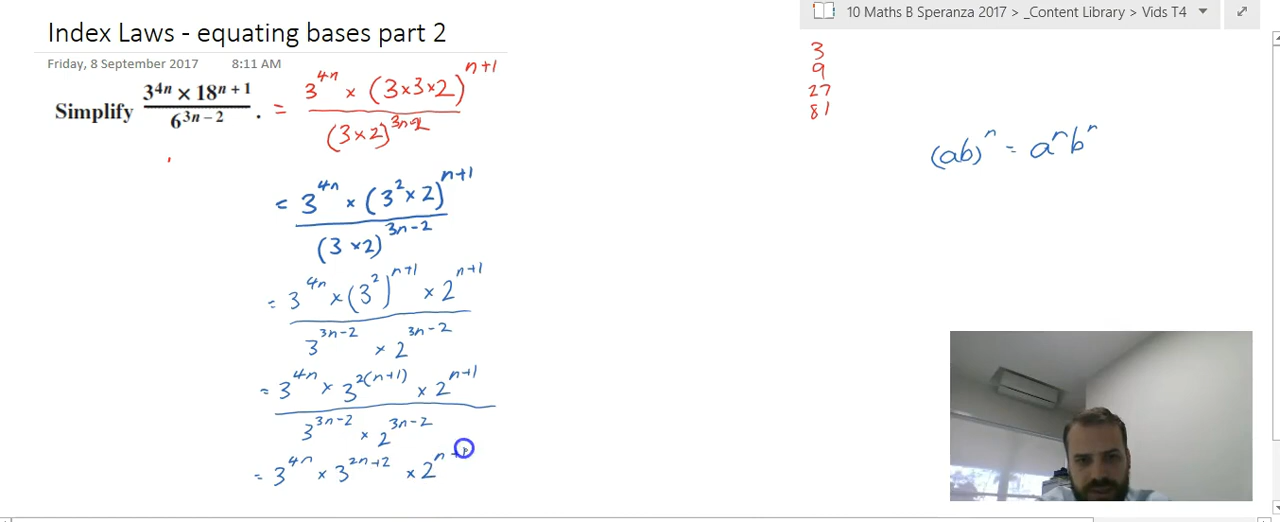 10 Maths B Speranza 2017 > _Content Library > Vids T4
Index Laws - equating bases part 2
Friday, 8 September 2017 8:11 AM
Simplify (3^{4n} × 18^{n+1}) / 6^{3n-2} . = (3^{4n} × (3×3×2)^{n+1}) / (3×2)^{3n-2}
= (3^{4n} × (3^2 × 2)^{n+1}) / (3×2)^{3n-2}
= (3^{4n} × (3^2)^{n+1} × 2^{n+1}) / (3^{3n-2} × 2^{3n-2})
= (3^{4n} × 3^{2(n+1)} × 2^{n+1}) / (3^{3n-2} × 2^{3n-2})
= 3^{4n} × 3^{2n+2} × 2^{n
3
9
27
81
(ab)^n = a^n b^n